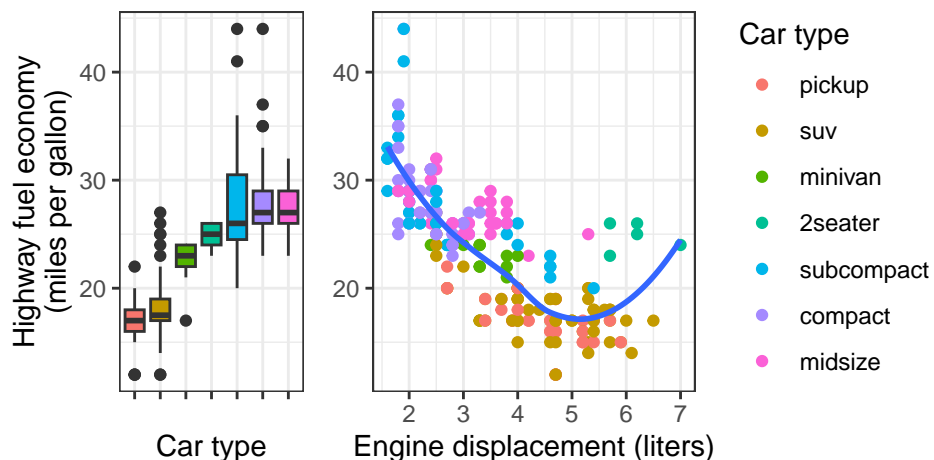 Highway fuel economy
(miles per gallon)
40
30
20
Car type
40
30
20
2 3 4 5 6 7
Engine displacement (liters)
Car type
pickup
suv
minivan
2seater
subcompact
compact
midsize